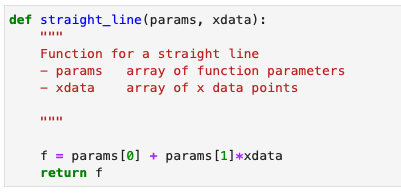 def straight_line(params, xdata):
    """
    Function for a straight line
    - params   array of function parameters
    - xdata    array of x data points

    """

    f = params[0] + params[1]*xdata
    return f